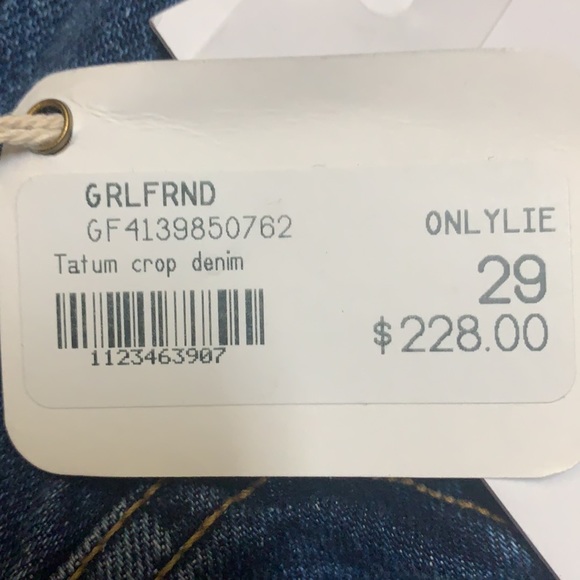 GRLFRND
GF4139850762
ONLYLIE
Tatum crop denim
29
$228.00
1123463907